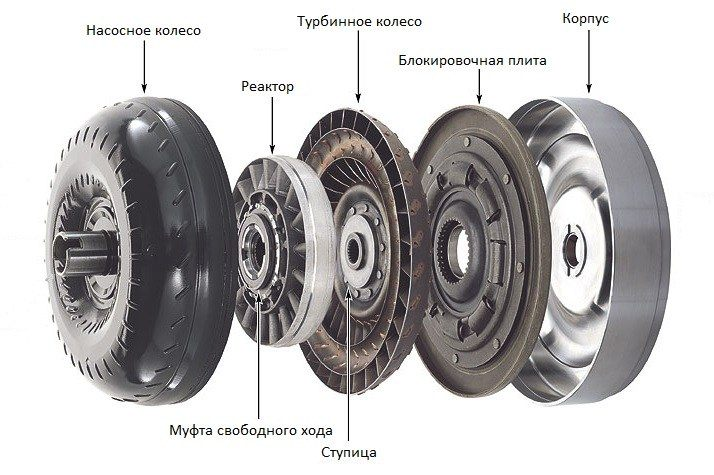 Насосное колесо
Турбинное колесо
Корпус
Блокировочная плита
Реактор
Муфта свободного хода
Ступица